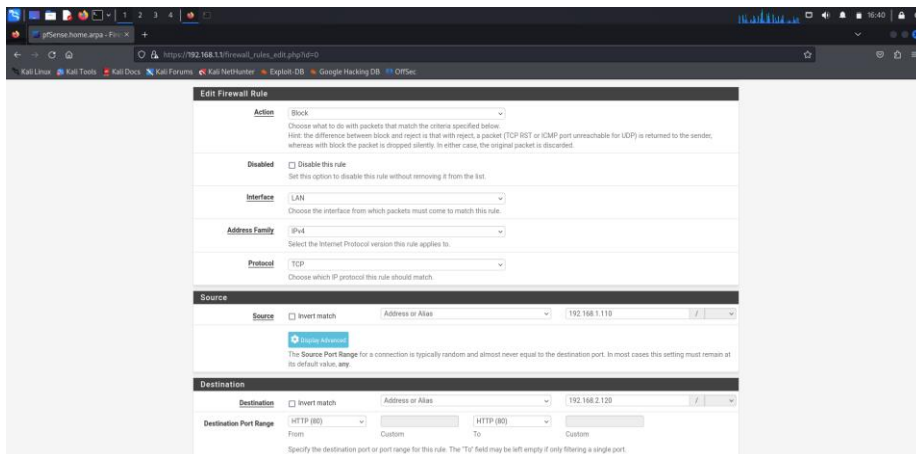 1 2 3 4
16:40
pfSense.home.arpa - Fire
https://192.168.1.1/firewall_rules_edit.php?id=0
Kali Linux Kali Tools Kali Docs Kali Forums Kali NetHunter Exploit-DB Google Hacking DB OffSec
Edit Firewall Rule
Action Block
Choose what to do with packets that match the criteria specified below.
Hint: the difference between block and reject is that with reject, a packet (TCP RST or ICMP port unreachable for UDP) is returned to the sender,
whereas with block the packet is dropped silently. In either case, the original packet is discarded.
Disabled Disable this rule
Set this option to disable this rule without removing it from the list.
Interface LAN
Choose the interface from which packets must come to match this rule.
Address Family IPv4
Select the Internet Protocol version this rule applies to.
Protocol TCP
Choose which IP protocol this rule should match.
Source
Source Invert match Address or Alias 192.168.1.110 /
Display Advanced
The Source Port Range for a connection is typically random and almost never equal to the destination port. In most cases this setting must remain at
its default value, any.
Destination
Destination Invert match Address or Alias 192.168.2.120 /
Destination Port Range HTTP (80) HTTP (80)
From Custom To Custom
Specify the destination port or port range for this rule. The "To" field may be left empty if only filtering a single port.